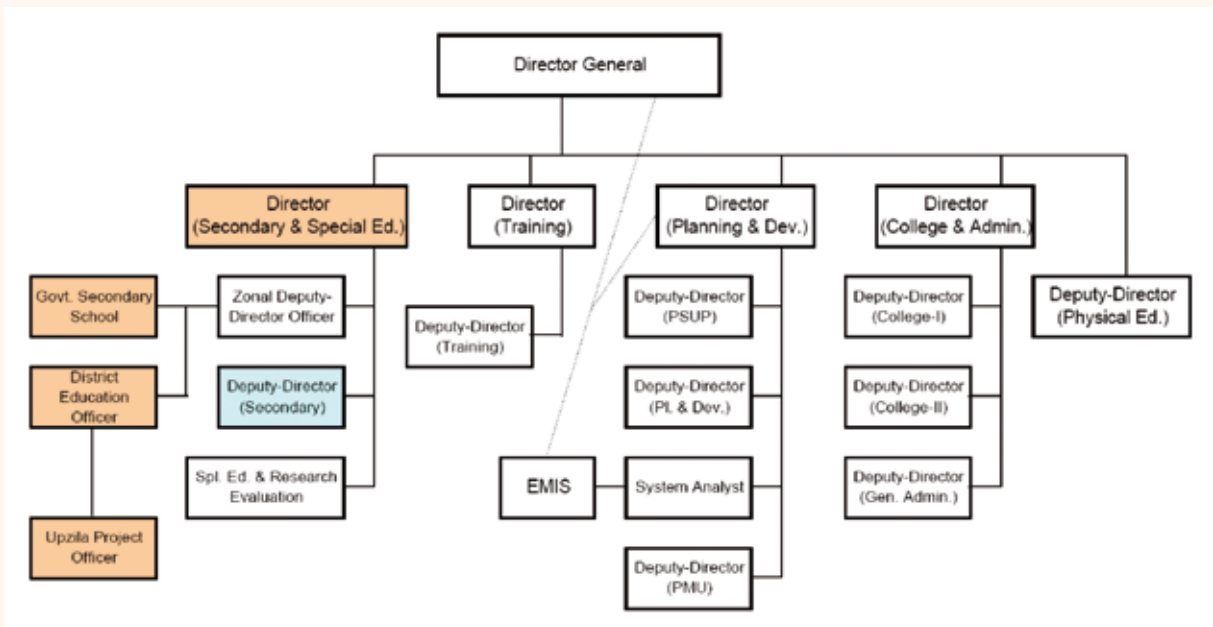 Director General
Director
(Secondary & Special Ed.)
Director
(Training)
Director
(Planning & Dev.)
Director
(College & Admin.)
Govt. Secondary
School
Zonal Deputy-
Director Officer
Deputy-Director
(Training)
Deputy-Director
(PSUP)
Deputy-Director
(College-I)
Deputy-Director
(Physical Ed.)
District
Education
Officer
Deputy-Director
(Secondary)
Deputy-Director
(Pl. & Dev.)
Deputy-Director
(College-II)
Spl. Ed. & Research
Evaluation
EMIS
System Analyst
Deputy-Director
(Gen. Admin.)
Upzila Project
Officer
Deputy-Director
(PMU)